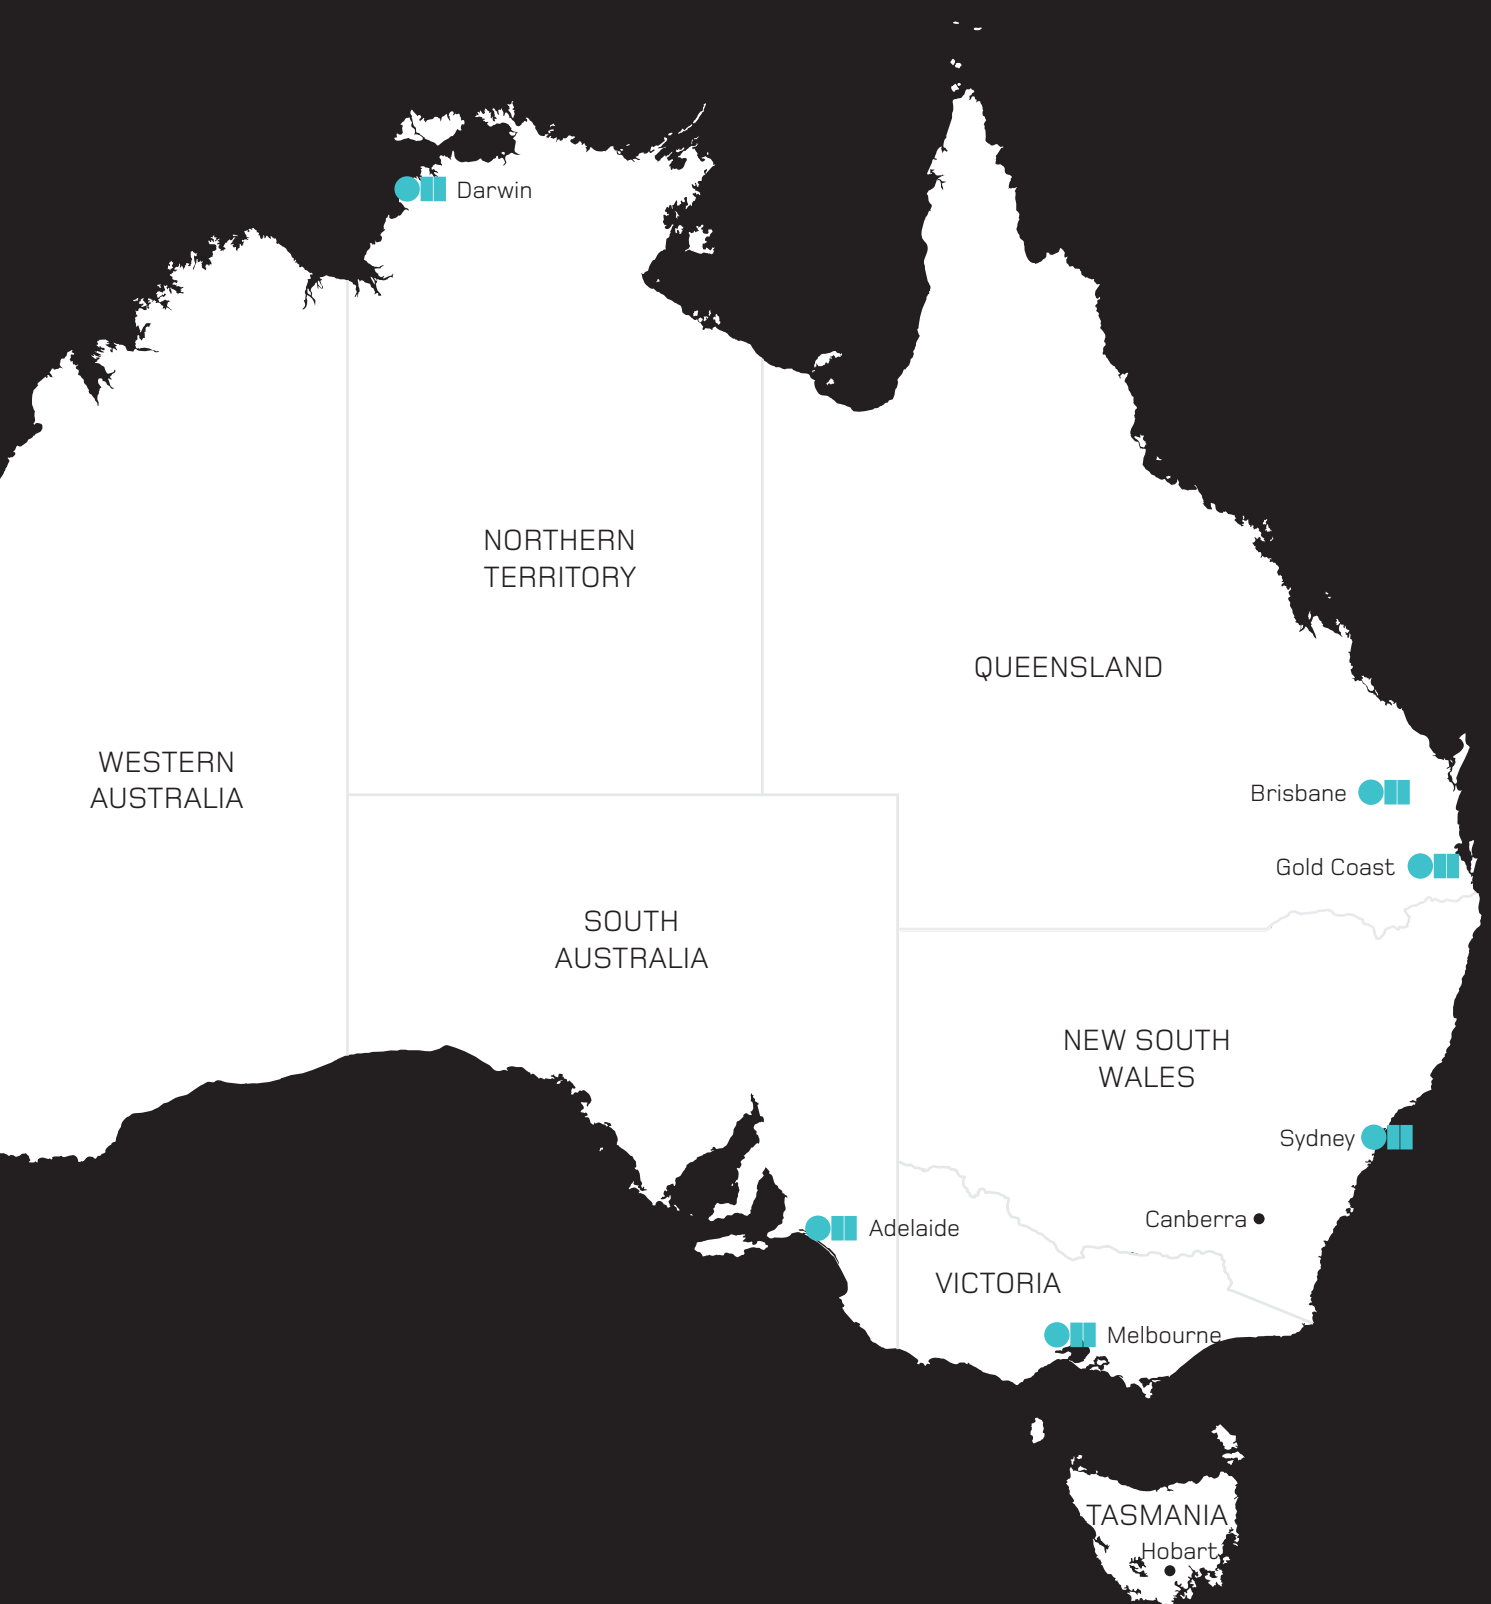 Darwin
NORTHERN
TERRITORY
QUEENSLAND
WESTERN
AUSTRALIA
Brisbane
Gold Coast
SOUTH
AUSTRALIA
NEW SOUTH
WALES
Sydney
Canberra
Adelaide
VICTORIA
Melbourne
TASMANIA
Hobart